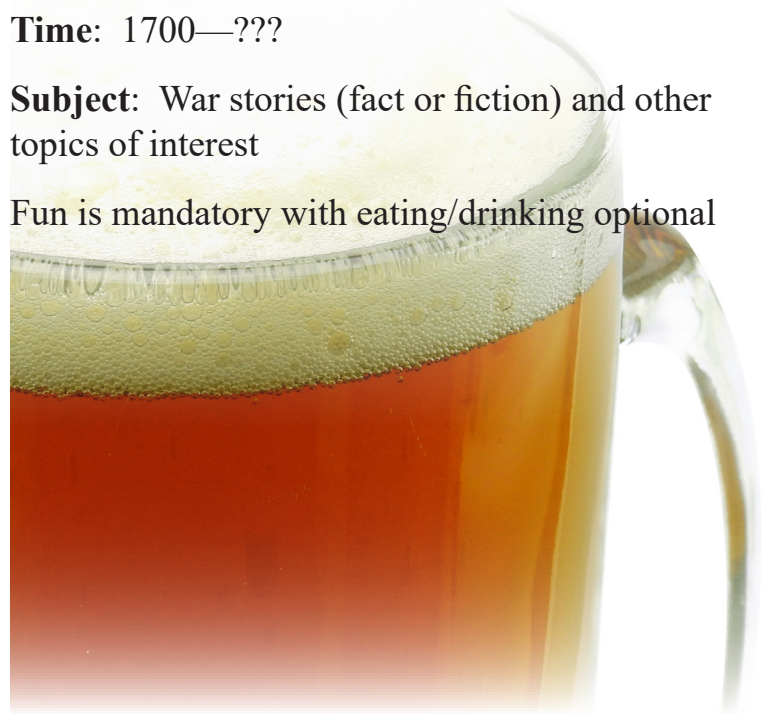 Time:  1700—???
Subject:  War stories (fact or fiction) and other
topics of interest
Fun is mandatory with eating/drinking optional